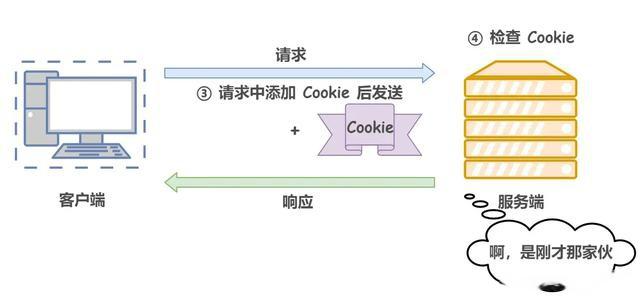 ④ 检查 Cookie
请求
③ 请求中添加 Cookie 后发送
+
Cookie
客户端
响应
服务端
啊，是刚才那家伙